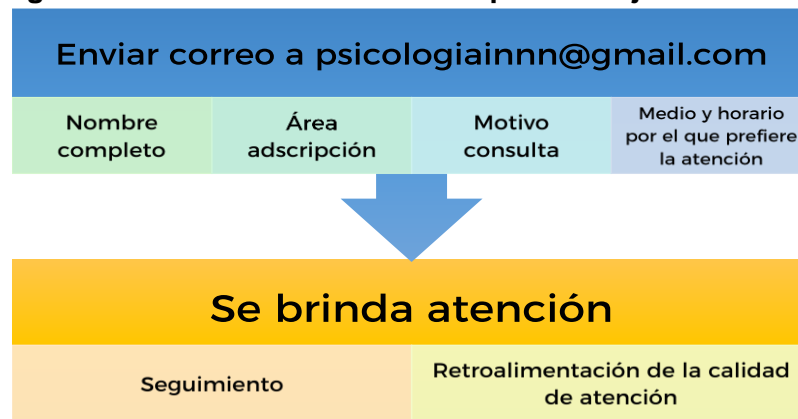 Enviar correo a psicologiainnn@gmail.com
Nombre
completo
Área
adscripción
Motivo
consulta
Medio y horario
por el que prefiere
la atención
Se brinda atención
Seguimiento
Retroalimentación de la calidad
de atención